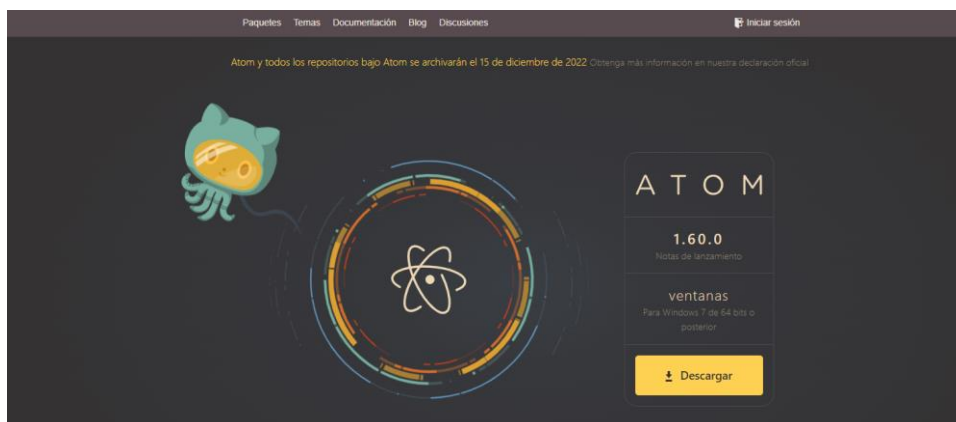 Paquetes Temas Documentación Blog Discusiones Iniciar sesión
Atom y todos los repositorios bajo Atom se archivarán el 15 de diciembre de 2022 Obtenga más información en nuestra declaración oficial
ATOM
1.60.0
Notas de lanzamiento
ventanas
Para Windows 7 de 64 bits o
posterior
Descargar